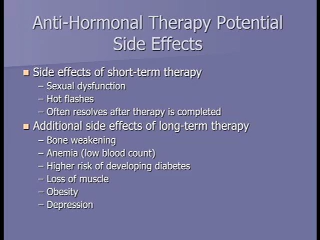 Anti-Hormonal Therapy Potential
Side Effects
Side effects of short-term therapy
– Sexual dysfunction
– Hot flashes
– Often resolves after therapy is completed
Additional side effects of long-term therapy
– Bone weakening
– Anemia (low blood count)
– Higher risk of developing diabetes
– Loss of muscle
– Obesity
– Depression